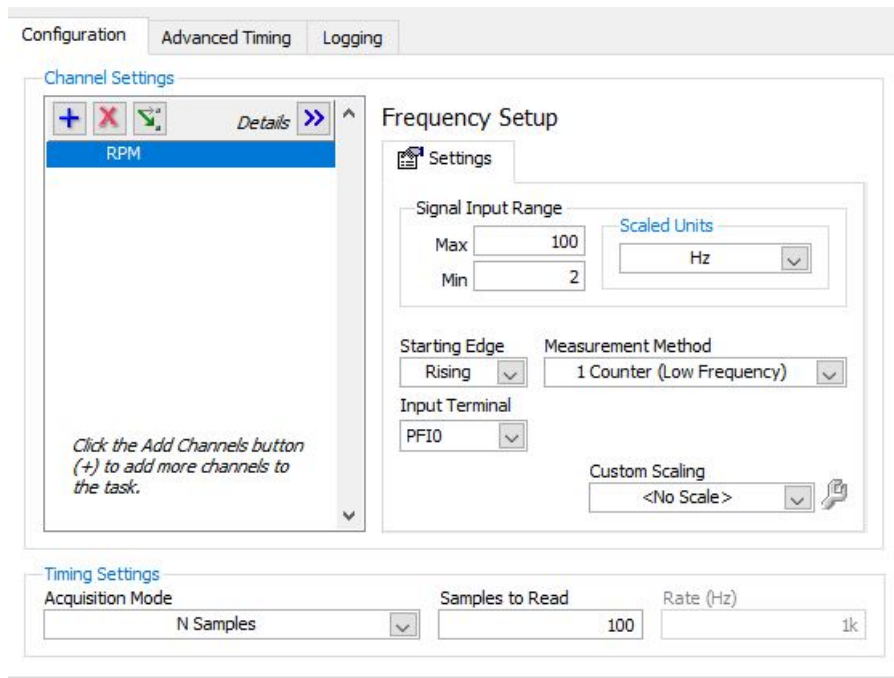 Configuration Advanced Timing Logging
Channel Settings
Details
RPM
Click the Add Channels button
(+) to add more channels to
the task.
Frequency Setup
Settings
Signal Input Range
Max 100
Min 2
Scaled Units
Hz
Starting Edge Measurement Method
Rising 1 Counter (Low Frequency)
Input Terminal
PFI0
Custom Scaling
<No Scale>
Timing Settings
Acquisition Mode Samples to Read Rate (Hz)
N Samples 100 1k